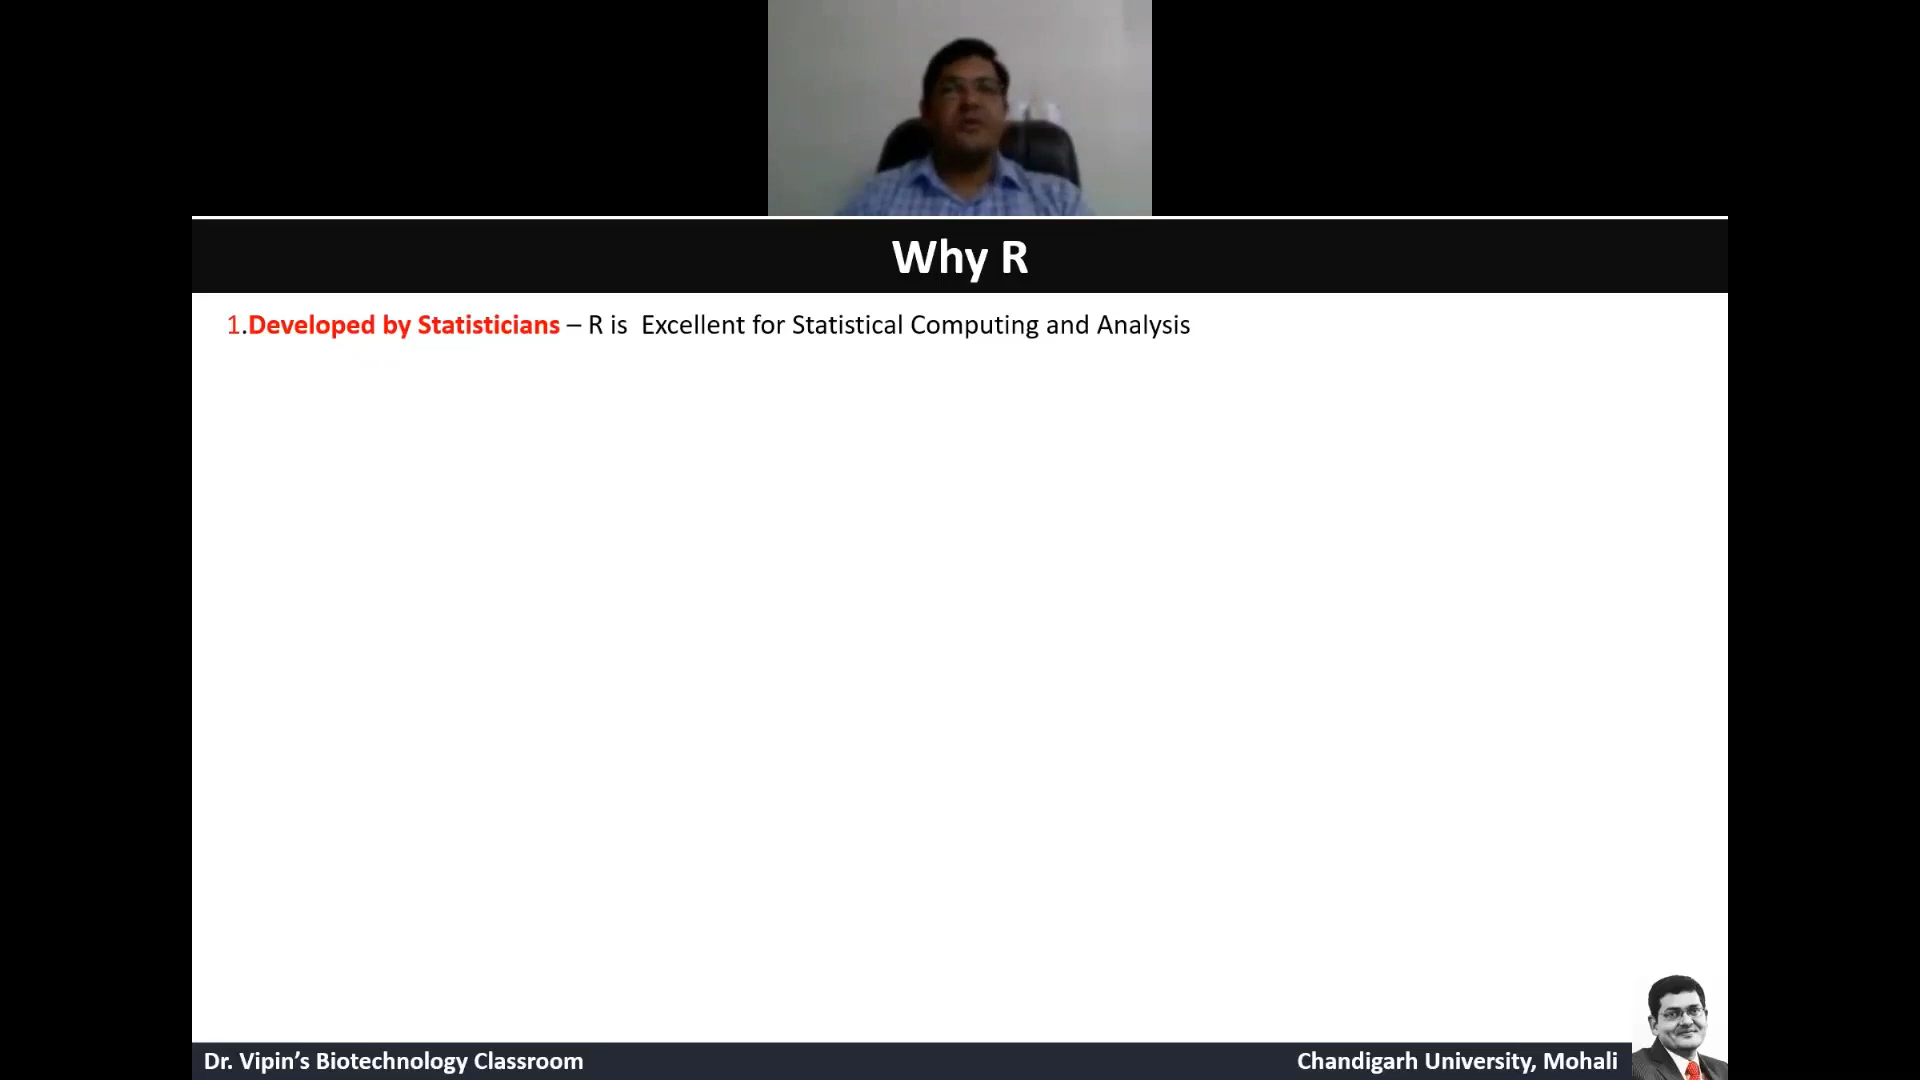 Why R
1.Developed by Statisticians – R is  Excellent for Statistical Computing and Analysis
Dr. Vipin’s Biotechnology Classroom
Chandigarh University, Mohali